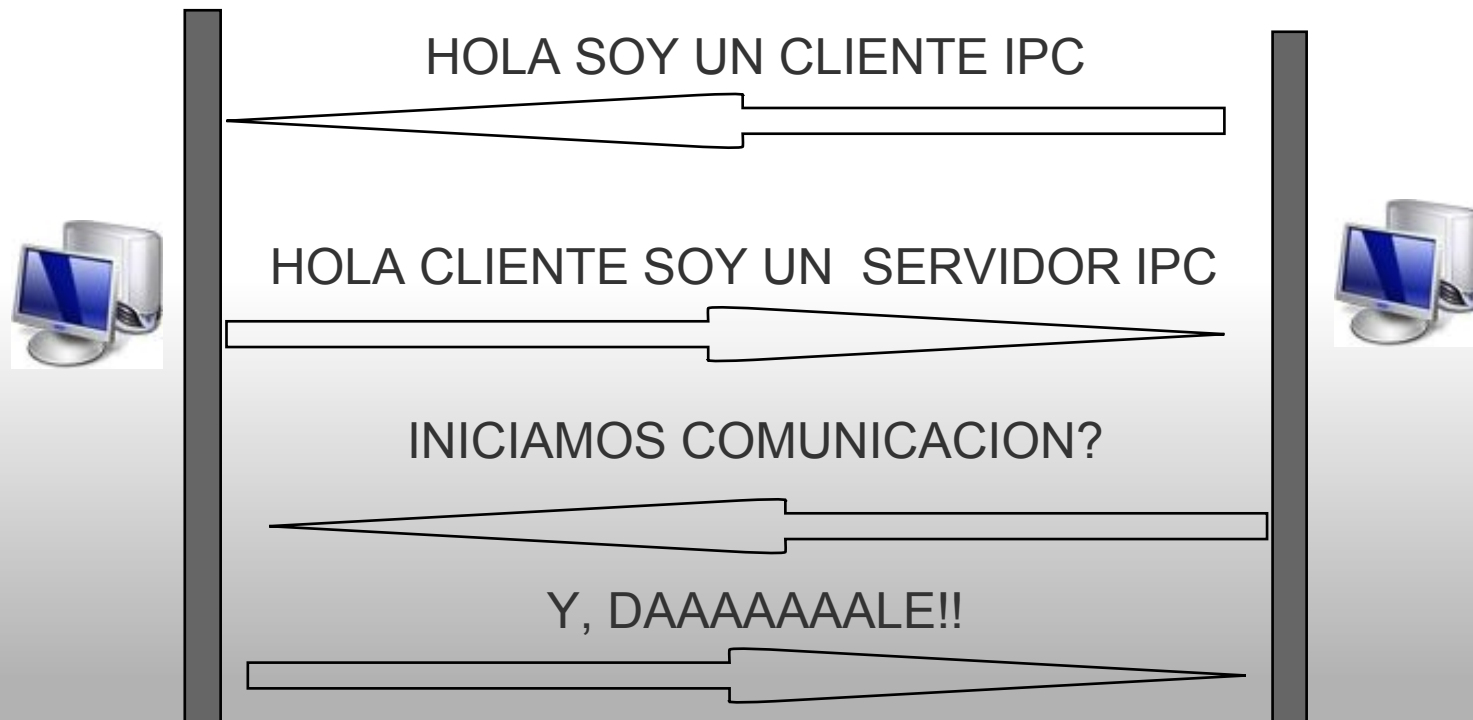 HOLA SOY UN CLIENTE IPC
HOLA CLIENTE SOY UN SERVIDOR IPC
INICIAMOS COMUNICACION?
Y, DAAAAAAALE!!